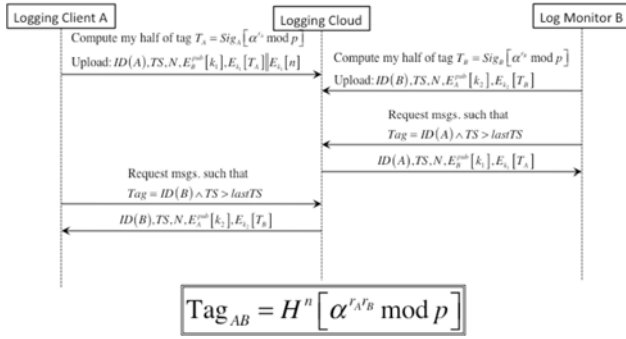 Logging Client A
Logging Cloud
Log Monitor B
Compute my half of tag T_A = Sig_A[α^{r_A} mod p]
Upload: ID(A), TS, N, E_B^{pub}[k_1], E_{k_1}[T_A]||E_{k_1}[n]
Compute my half of tag T_B = Sig_B[α^{r_B} mod p]
Upload: ID(B), TS, N, E_A^{pub}[k_2], E_{k_2}[T_B]
Request msgs. such that
Tag = ID(A) ∧ TS > lastTS
ID(A), TS, N, E_B^{pub}[k_1], E_{k_1}[T_A]
Request msgs. such that
Tag = ID(B) ∧ TS > lastTS
ID(B), TS, N, E_A^{pub}[k_2], E_{k_2}[T_B]
Tag_{AB} = H^n[α^{r_A r_B} mod p]